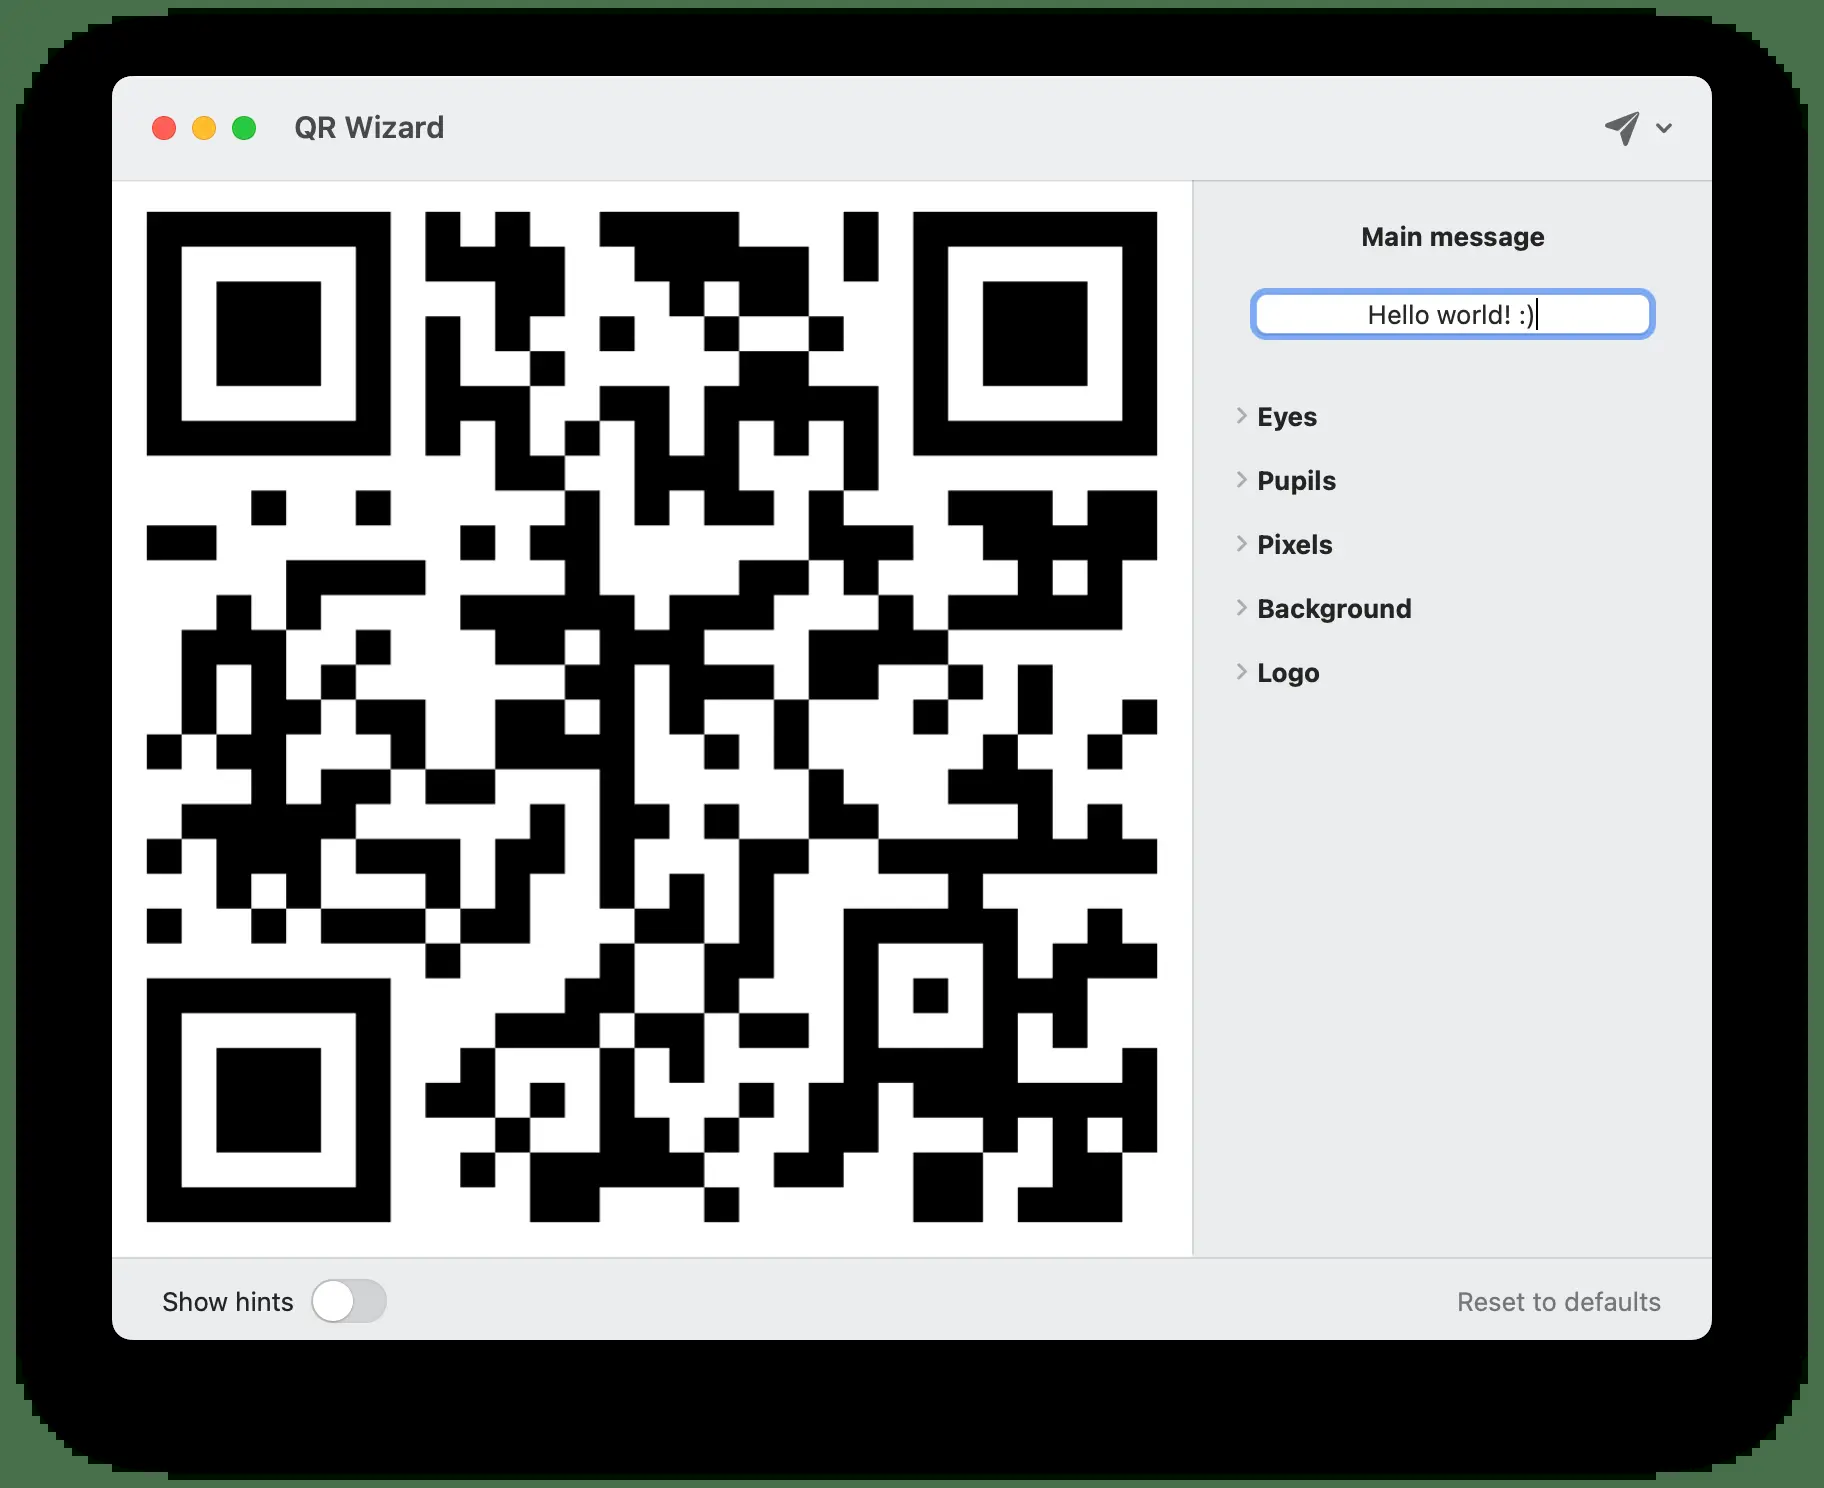 QR Wizard
Main message
Hello world! :)
Eyes
Pupils
Pixels
Background
Logo
Show hints
Reset to defaults